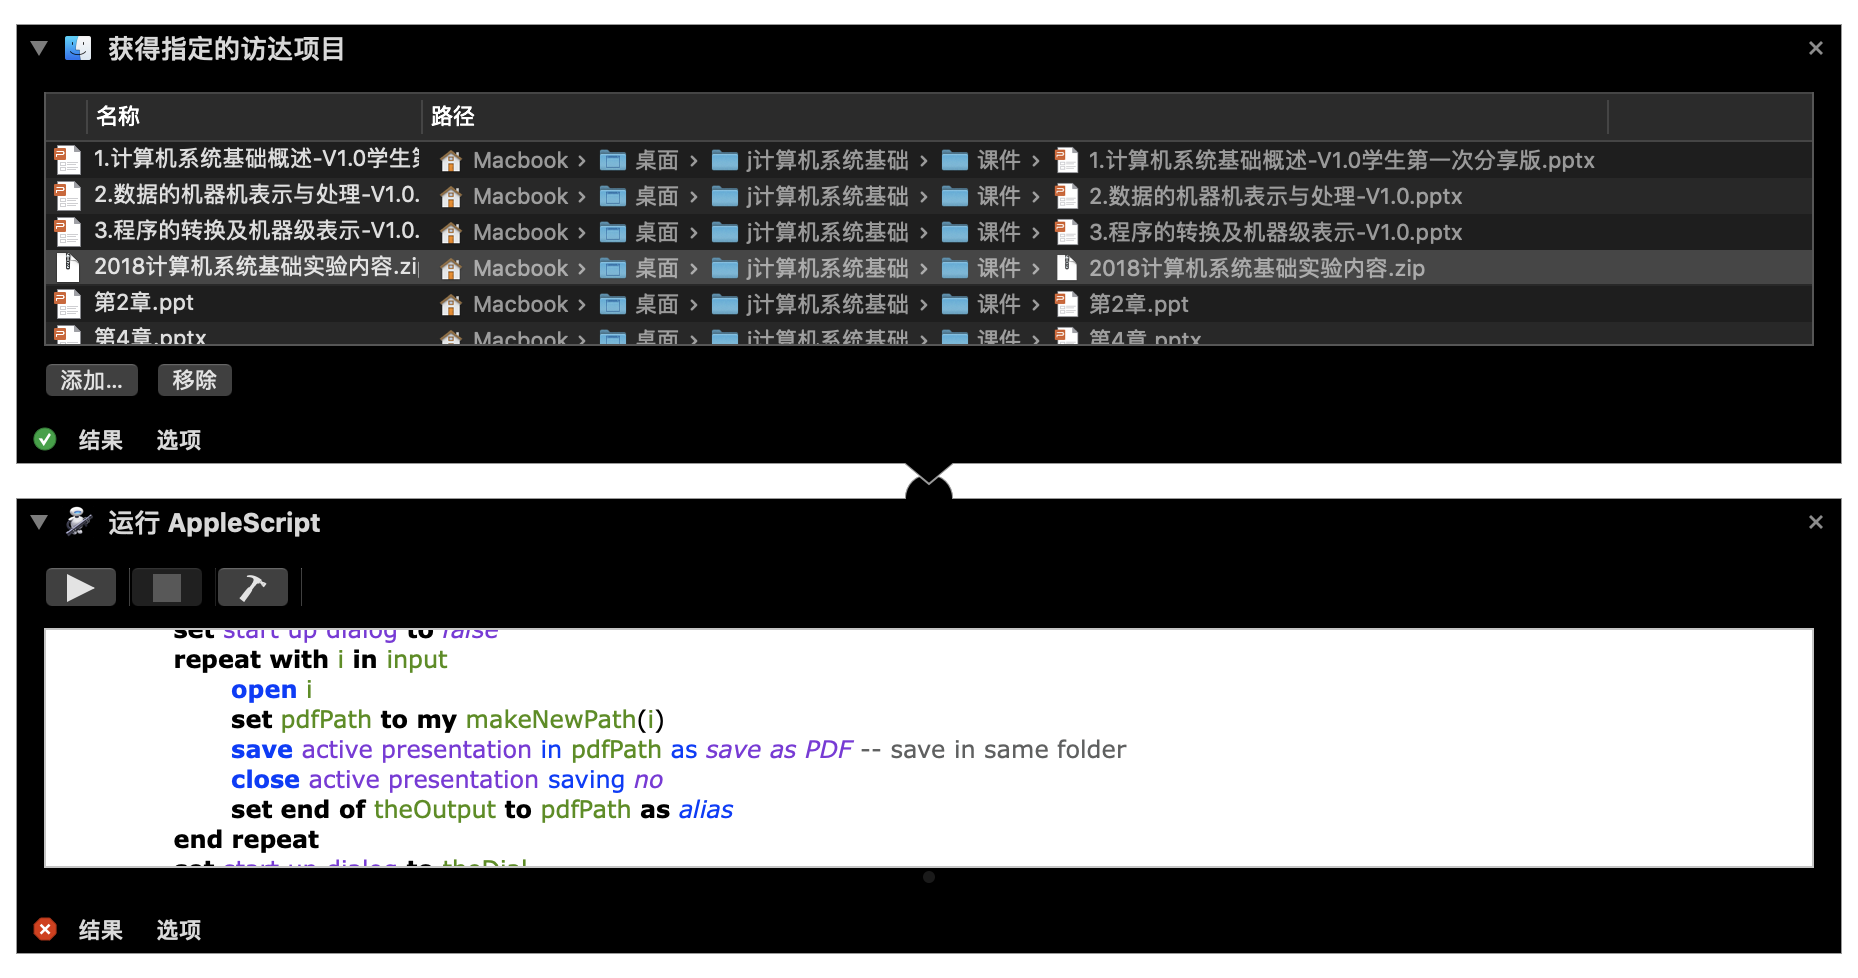 获得指定的访达项目
名称 路径
1.计算机系统基础概述-V1.0学生第 Macbook › 桌面 › j计算机系统基础 › 课件 › 1.计算机系统基础概述-V1.0学生第一次分享版.pptx
2.数据的机器机表示与处理-V1.0. Macbook › 桌面 › j计算机系统基础 › 课件 › 2.数据的机器机表示与处理-V1.0.pptx
3.程序的转换及机器级表示-V1.0. Macbook › 桌面 › j计算机系统基础 › 课件 › 3.程序的转换及机器级表示-V1.0.pptx
2018计算机系统基础实验内容.zip Macbook › 桌面 › j计算机系统基础 › 课件 › 2018计算机系统基础实验内容.zip
第2章.ppt Macbook › 桌面 › j计算机系统基础 › 课件 › 第2章.ppt
第4章.pptx Macbook › 桌面 › j计算机系统基础 › 课件 › 第4章.pptx
添加... 移除
结果 选项
运行 AppleScript
set start up dialog to false
repeat with i in input
open i
set pdfPath to my makeNewPath(i)
save active presentation in pdfPath as save as PDF -- save in same folder
close active presentation saving no
set end of theOutput to pdfPath as alias
end repeat
set start up dialog to theDial
结果 选项